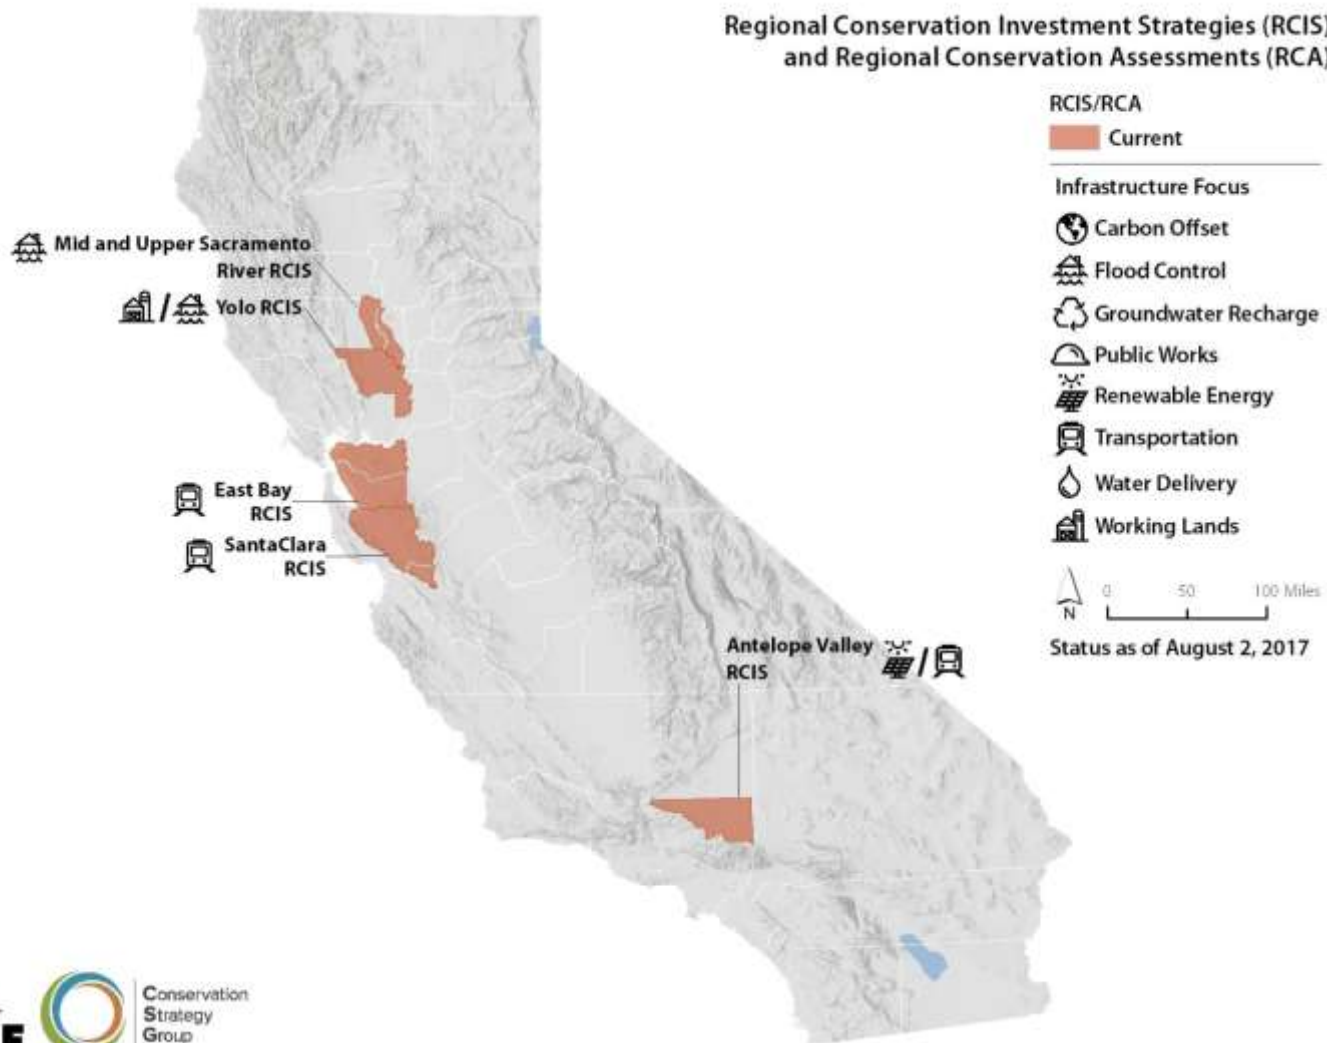 Regional Conservation Investment Strategies (RCIS)
and Regional Conservation Assessments (RCA)
RCIS/RCA
Current
Infrastructure Focus
Carbon Offset
Flood Control
Groundwater Recharge
Public Works
Renewable Energy
Transportation
Water Delivery
Working Lands
N
0 50 100 Miles
Status as of August 2, 2017
Mid and Upper Sacramento
River RCIS
/ Yolo RCIS
East Bay
RCIS
SantaClara
RCIS
Antelope Valley /
RCIS
Conservation
Strategy
Group